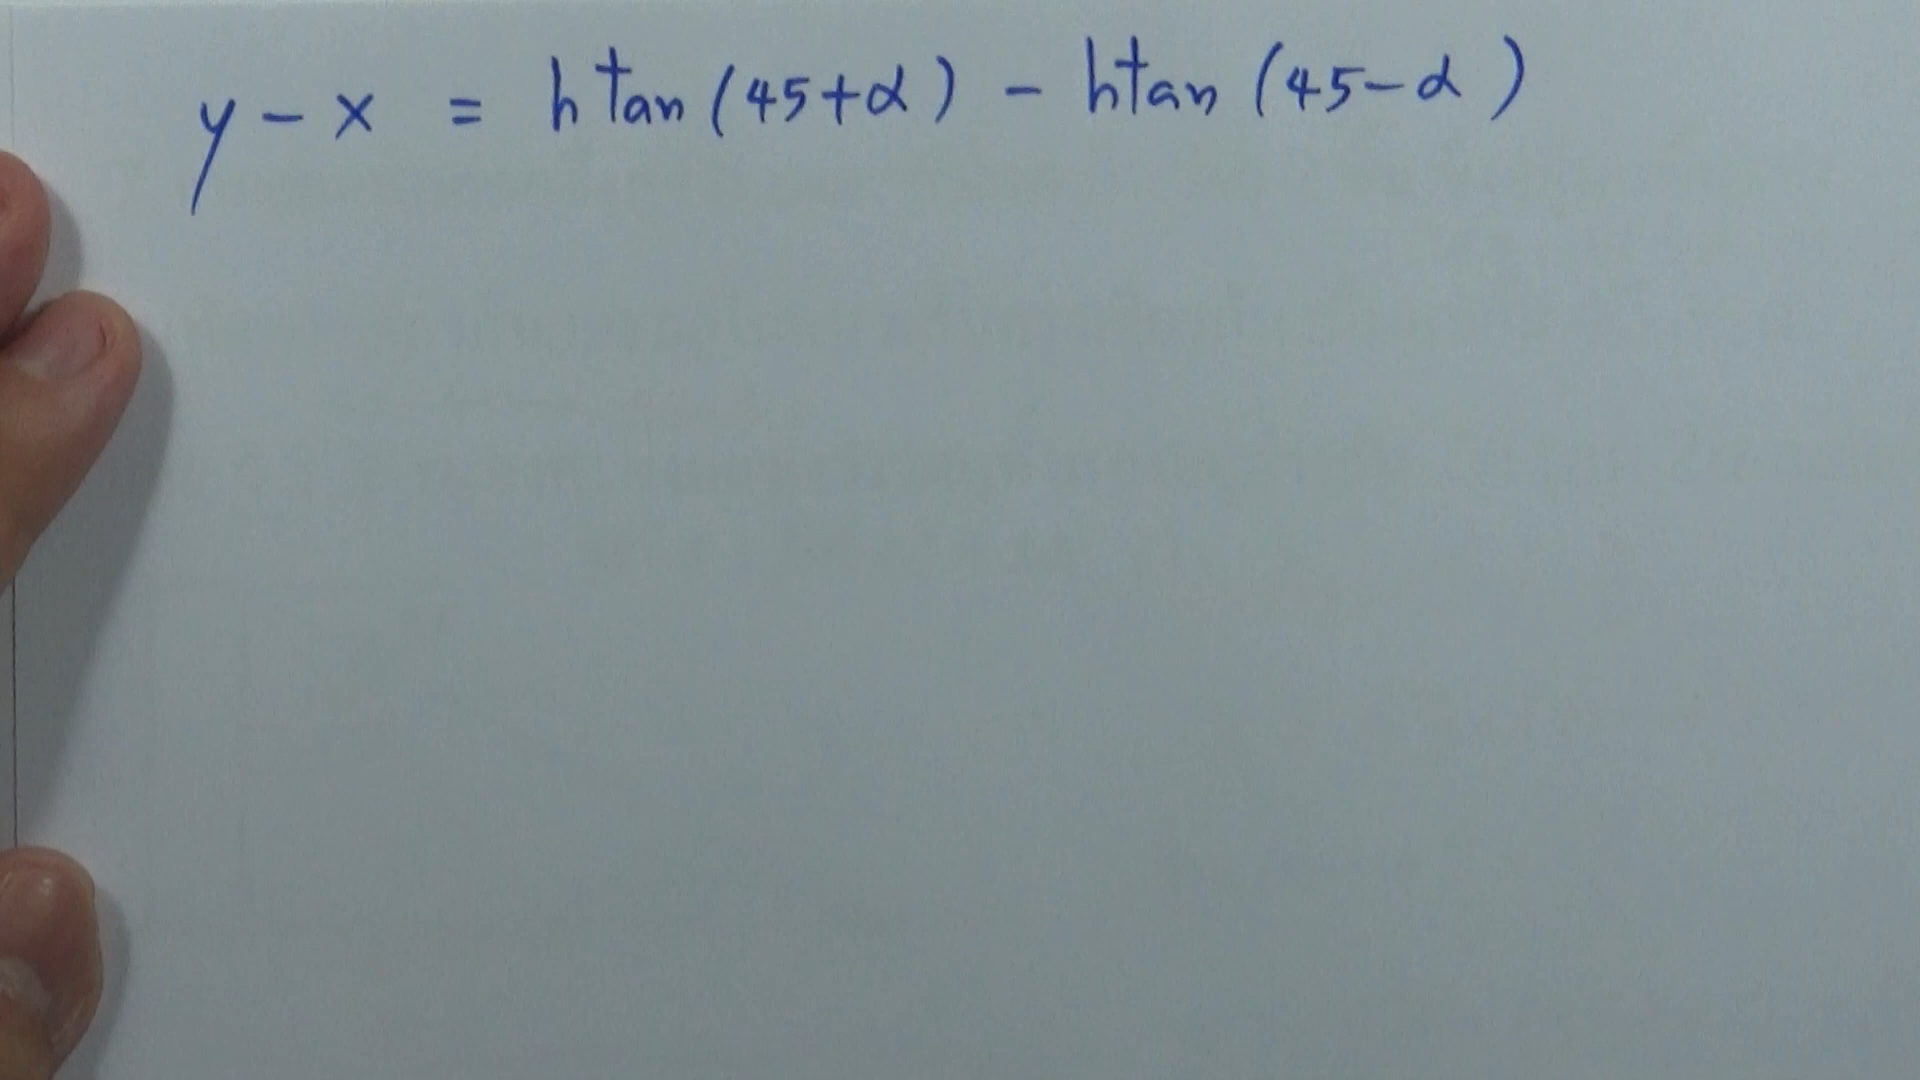 y - x = h tan (45+α) - h tan (45-α)